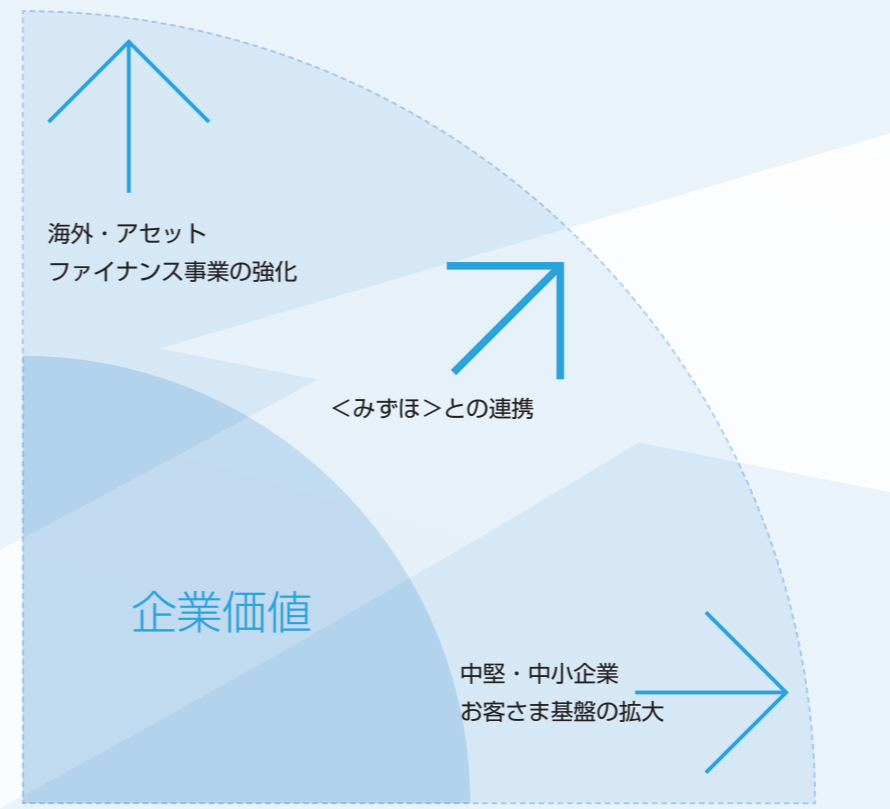 海外・アセット
ファイナンス事業の強化
＜みずほ＞との連携
企業価値
中堅・中小企業
お客さま基盤の拡大